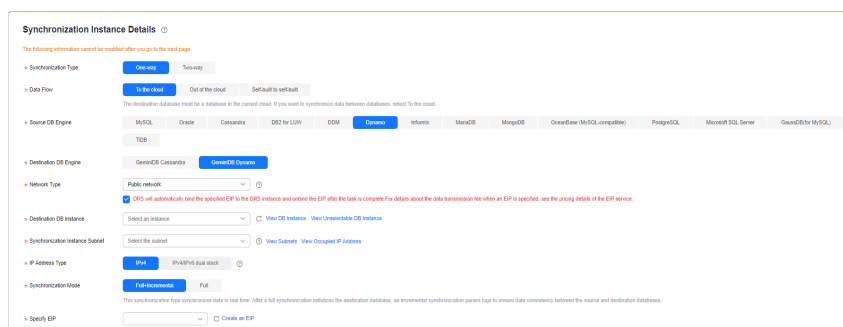 Synchronization Instance Details
The following information cannot be modified after you go to the next page.
* Synchronization Type One-way Two-way
* Data Flow To the cloud Out of the cloud Self-built to self-built
The destination database must be a database in the current cloud. If you want to synchronize data between databases, select To the cloud.
* Source DB Engine MySQL Oracle Cassandra DB2 for LUW DDM Dynamo Informix MariaDB MongoDB OceanBase (MySQL-compatible) PostgreSQL Microsoft SQL Server GaussDB(for MySQL)
TiDB
* Destination DB Engine GeminiDB Cassandra GeminiDB Dynamo
* Network Type Public network
DRS will automatically bind the specified EIP to the DRS instance and unbind the EIP after the task is complete.For details about the data transmission fee when an EIP is specified, see the pricing details of the EIP service.
* Destination DB Instance Select an instance View DB Instance View Unselectable DB Instance
* Synchronization Instance Subnet Select the subnet View Subnets View Occupied IP Address
* IP Address Type IPv4 IPv4/IPv6 dual stack
* Synchronization Mode Full+Incremental Full
This synchronization type synchronizes data in real time. After a full synchronization initializes the destination database, an incremental synchronization parses logs to ensure data consistency between the source and destination databases.
* Specify EIP Create an EIP